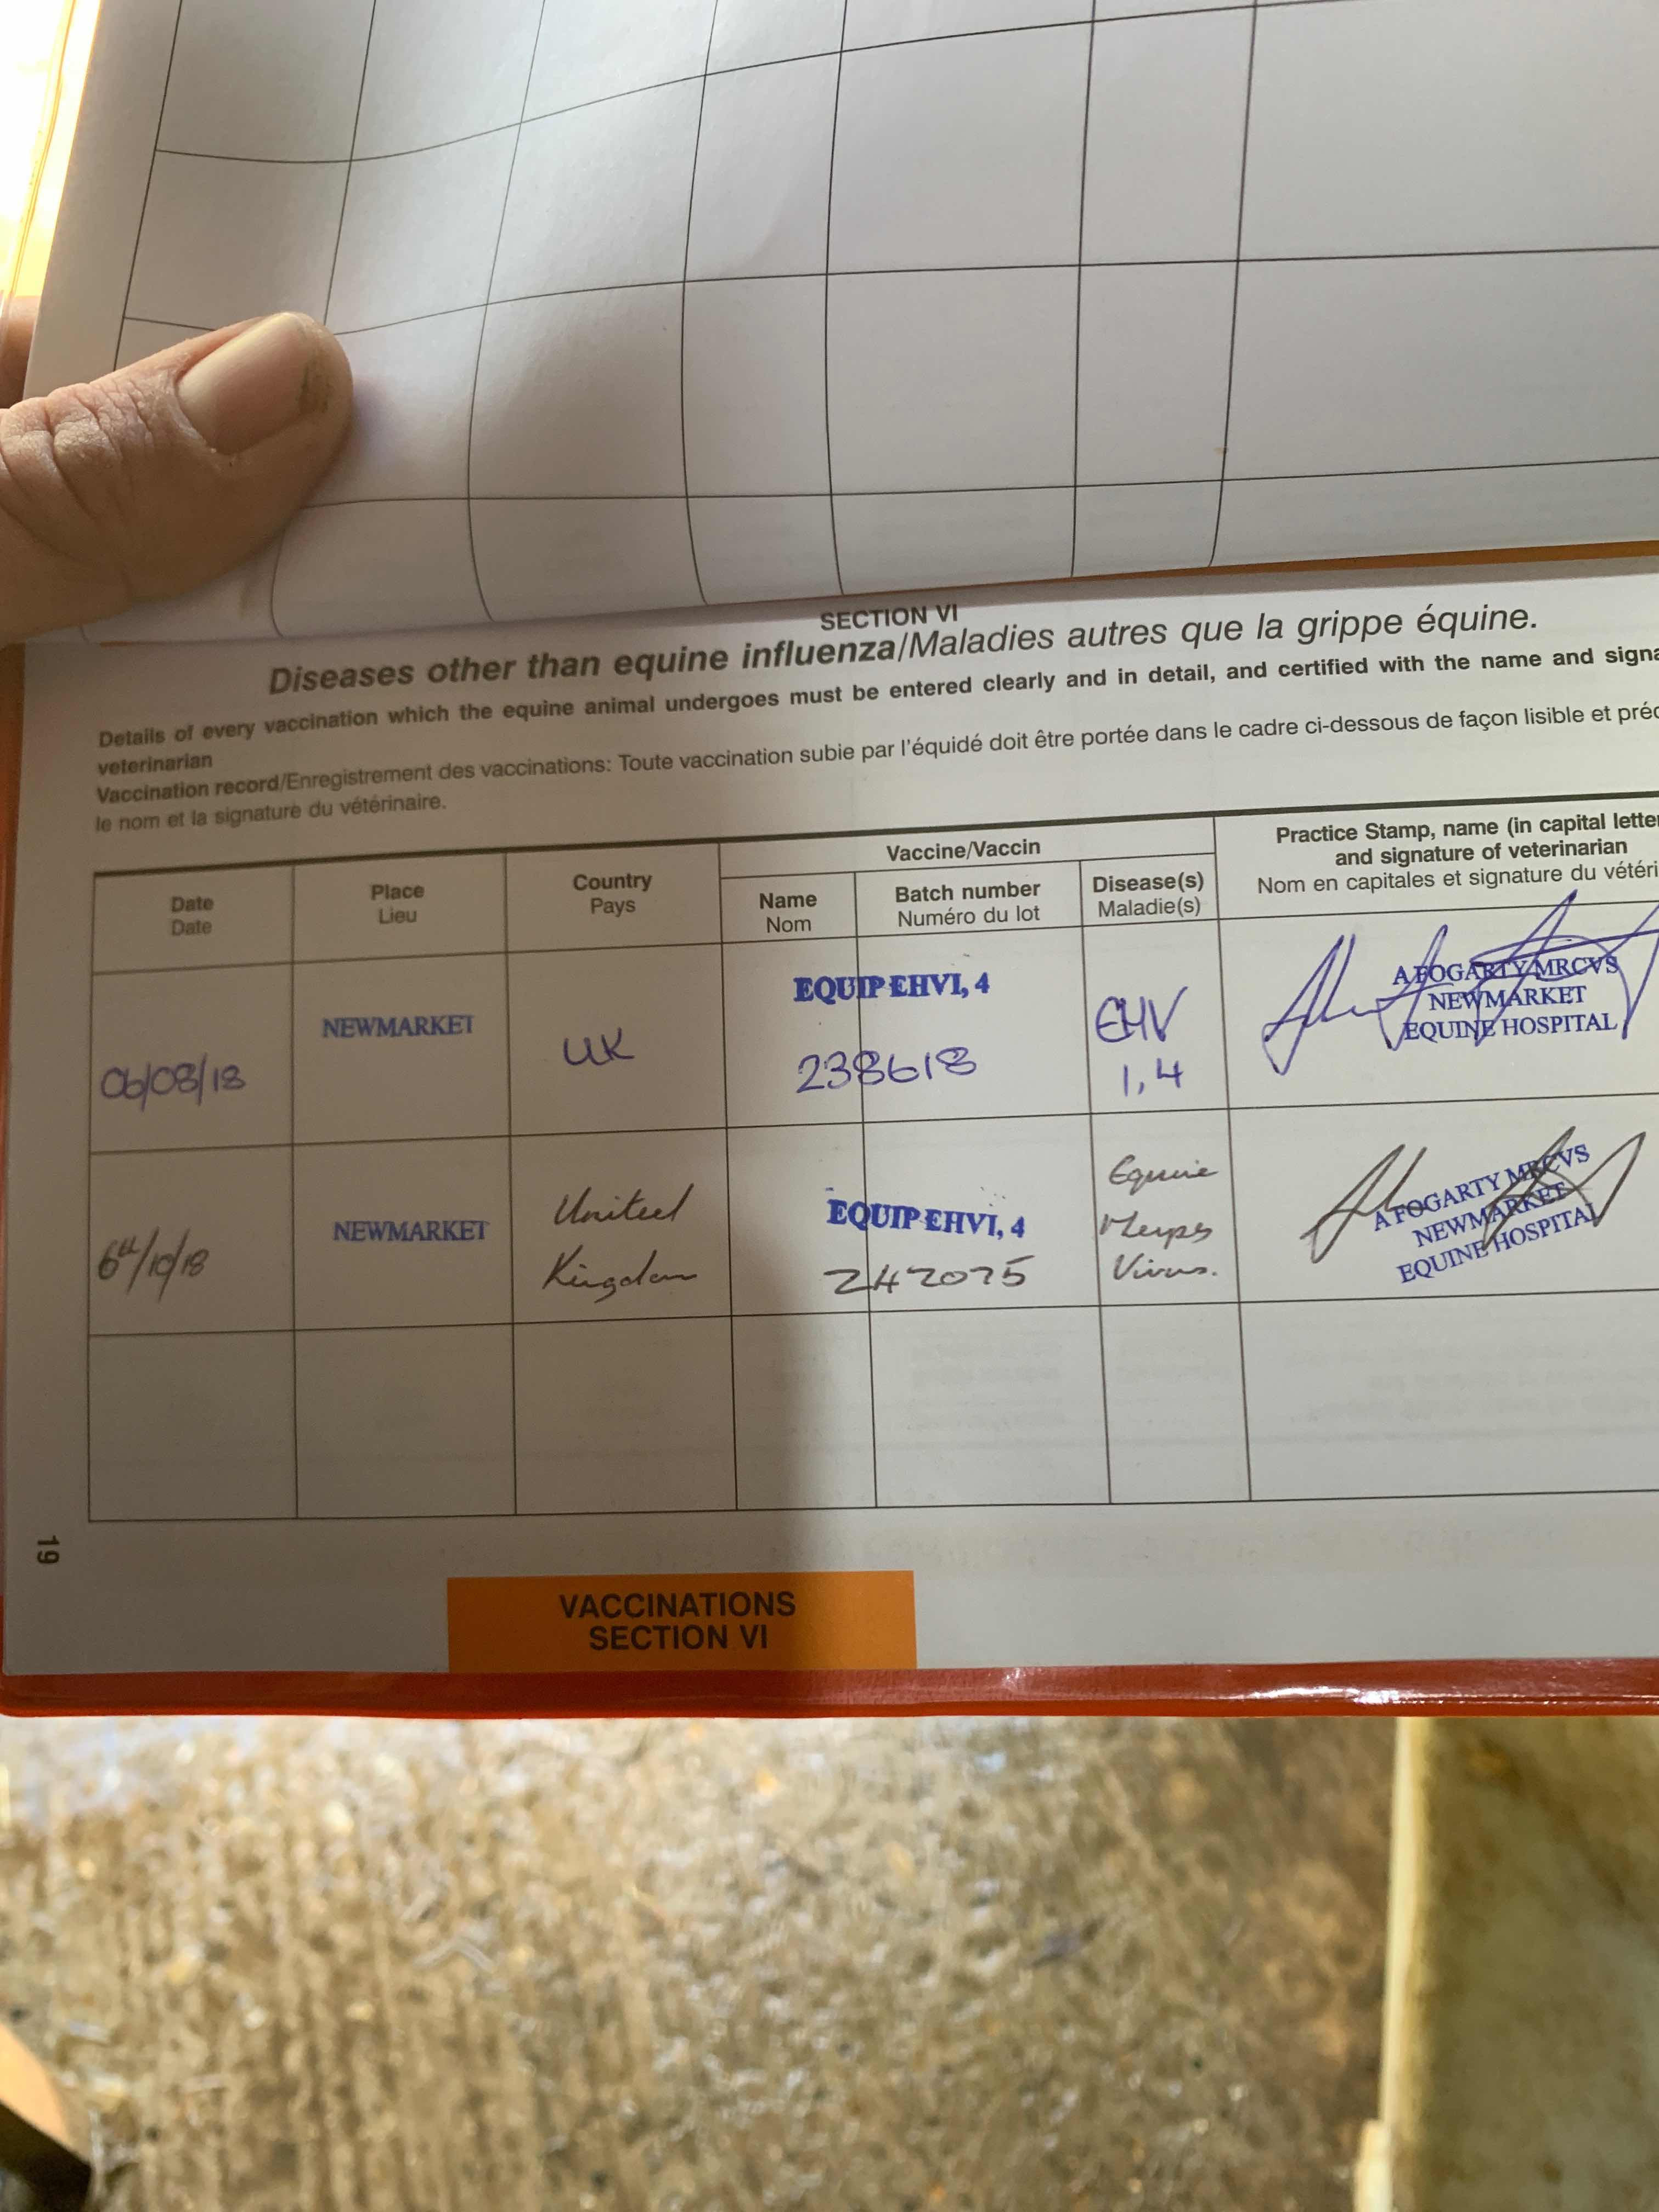 SECTION VI
Diseases other than equine influenza/Maladies autres que la grippe équine.
Details of every vaccination which the equine animal undergoes must be entered clearly and in detail, and certified with the name and signa
veterinarian
Vaccination record/Enregistrement des vaccinations: Toute vaccination subie par l'équidé doit être portée dans le cadre ci-dessous de façon lisible et préc
le nom et la signature du vétérinaire.
Date
Date
Place
Lieu
Country
Pays
Vaccine/Vaccin
Name
Nom
Batch number
Numéro du lot
Disease(s)
Maladie(s)
Practice Stamp, name (in capital letter
and signature of veterinarian
Nom en capitales et signature du vétéri
06/08/18
NEWMARKET
UK
EQUIP EHVI, 4
238618
EHV
1,4
A FOGARTY MRCVS
NEWMARKET
EQUINE HOSPITAL
6th/10/18
NEWMARKET
United
Kingdom
EQUIP EHVI, 4
242075
Equine
Herpes
Virus.
A FOGARTY MRCVS
NEWMARKET
EQUINE HOSPITAL
19
VACCINATIONS
SECTION VI